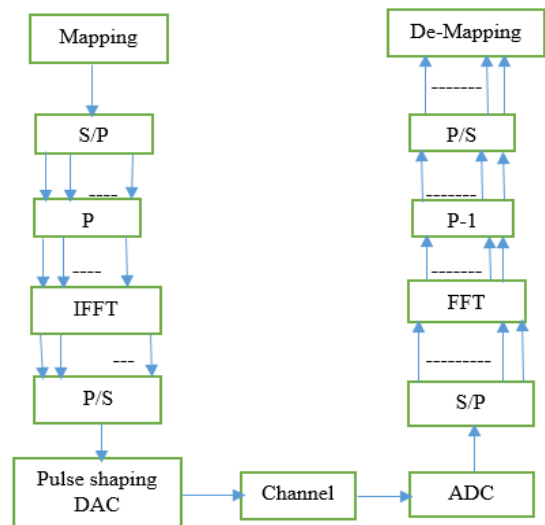 Mapping
S/P
P
IFFT
P/S
Pulse shaping
DAC
Channel
ADC
S/P
FFT
P-1
P/S
De-Mapping